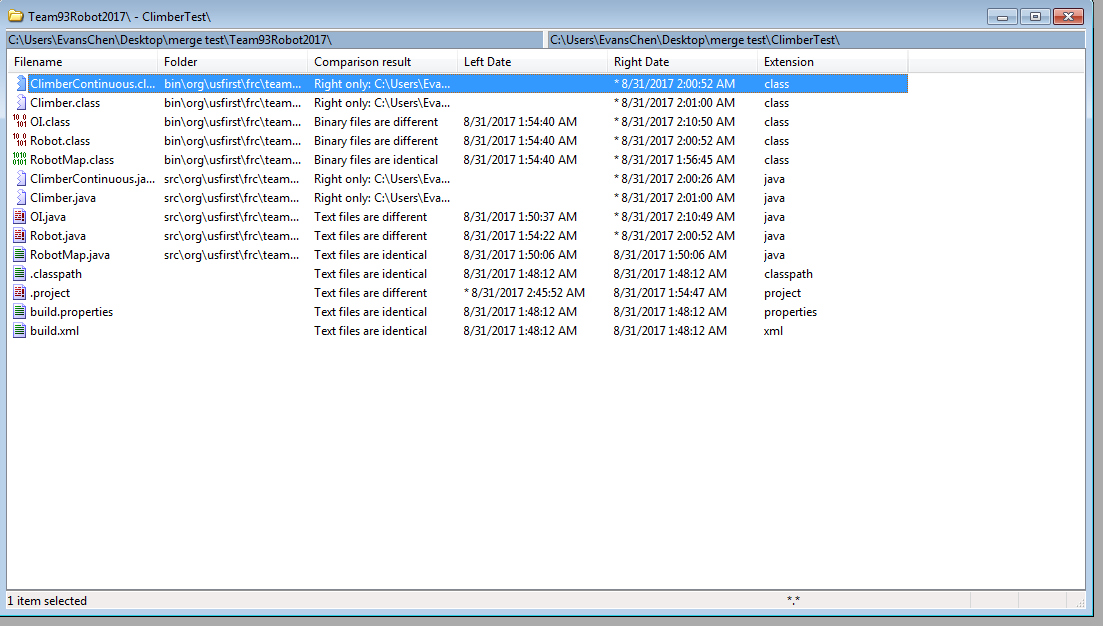 Team93Robot2017\ - ClimberTest\
C:\Users\EvansChen\Desktop\merge test\Team93Robot2017\ C:\Users\EvansChen\Desktop\merge test\ClimberTest\
Filename Folder Comparison result Left Date Right Date Extension
ClimberContinuous.cl... bin\org\usfirst\frc\team... Right only: C:\Users\Eva... * 8/31/2017 2:00:52 AM class
Climber.class bin\org\usfirst\frc\team... Right only: C:\Users\Eva... * 8/31/2017 2:01:00 AM class
OI.class bin\org\usfirst\frc\team... Binary files are different 8/31/2017 1:54:40 AM * 8/31/2017 2:10:50 AM class
Robot.class bin\org\usfirst\frc\team... Binary files are different 8/31/2017 1:54:40 AM * 8/31/2017 2:00:52 AM class
RobotMap.class bin\org\usfirst\frc\team... Binary files are identical 8/31/2017 1:54:40 AM * 8/31/2017 1:56:45 AM class
ClimberContinuous.ja... src\org\usfirst\frc\team... Right only: C:\Users\Eva... * 8/31/2017 2:00:26 AM java
Climber.java src\org\usfirst\frc\team... Right only: C:\Users\Eva... * 8/31/2017 2:01:00 AM java
OI.java src\org\usfirst\frc\team... Text files are different 8/31/2017 1:50:37 AM * 8/31/2017 2:10:49 AM java
Robot.java src\org\usfirst\frc\team... Text files are different 8/31/2017 1:54:22 AM * 8/31/2017 2:00:52 AM java
RobotMap.java src\org\usfirst\frc\team... Text files are identical 8/31/2017 1:50:06 AM 8/31/2017 1:50:06 AM java
.classpath Text files are identical 8/31/2017 1:48:12 AM 8/31/2017 1:48:12 AM classpath
.project Text files are different * 8/31/2017 2:45:52 AM 8/31/2017 1:54:47 AM project
build.properties Text files are identical 8/31/2017 1:48:12 AM 8/31/2017 1:48:12 AM properties
build.xml Text files are identical 8/31/2017 1:48:12 AM 8/31/2017 1:48:12 AM xml
1 item selected *.*